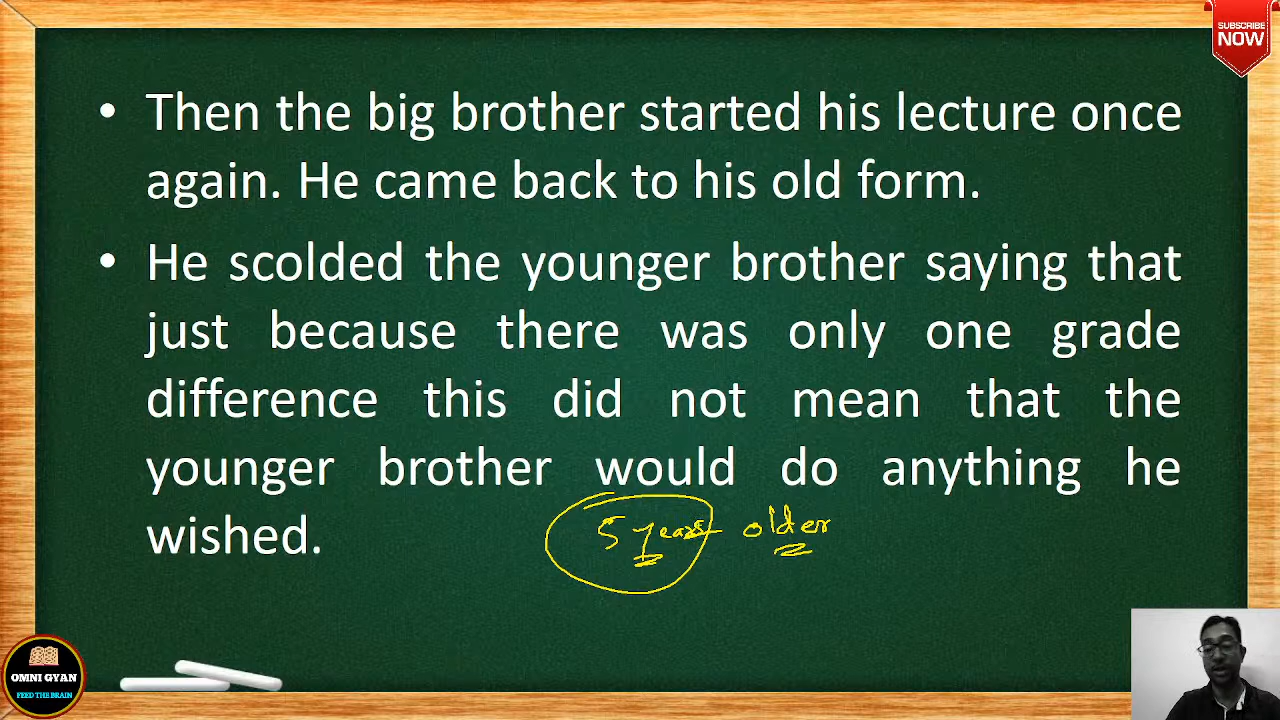 SUBSCRIBE
NOW
• Then the big brother started his lecture once
again. He came back to his old form.
• He scolded the younger brother saying that
just because there was only one grade
difference this did not mean that the
younger brother would do anything he
wished.
5 years older
OMNI GYAN
FEED THE BRAIN